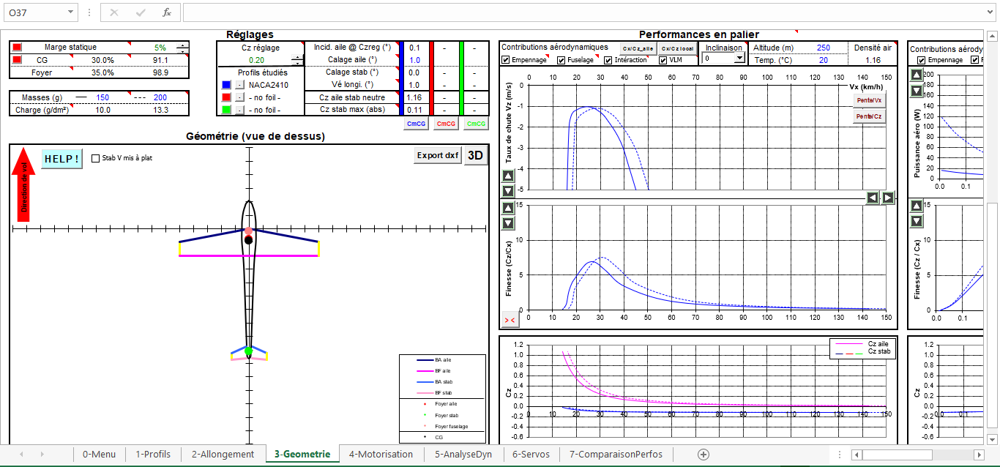 O37
fx
Réglages
Performances en palier
Marge statique 5%
CG 30.0% 91.1
Foyer 35.0% 98.9
Masses (g) 150 --- 200
Charge (g/dm²) 10.0 13.3
Cz réglage
0.20
Profils étudiés
NACA2410
- no foil -
- no foil -
Incid. aile @ Czreg (°) 0.1 - -
Calage aile (°) 1.0 - -
Calage stab (°) 0.0 - -
Vé longi. (°) 1.0 - -
Cz aile stab neutre 1.16 - -
Cz stab max (abs) 0.11 - -
CmCG CmCG CmCG
Contributions aérodynamiques
Cx/Cz_aile Cx/Cz local
Empennage Fuselage Intéraction VLM
Inclinaison
0
Altitude (m) 250
Temp. (°C) 20
Densité air
1.16
Contributions aérody
Empennage F
Géométrie (vue de dessus)
Direction de vol
HELP !
Stab V mis à plat
Export dxf
3D
BA aile
BF aile
BA stab
BF stab
Foyer aile
Foyer stab
Foyer fuselage
CG
0 10 20 30 40 50 60 70 80 90 100 110 120 130 140 150
Vx (km/h)
Pente/Vx
Pente/Cz
Taux de chute Vz (m/s)
0
-1
-2
-3
-4
-5
Finesse (Cz/Cx)
15
10
5
0
0 10 20 30 40 50 60 70 80 90 100 110 120 130 140 150
> <
Cz
1.2
1.0
0.8
0.6
0.4
0.2
0.0
-0.2
-0.4
-0.6
0 10 20 30 40 50 60 70 80 90 100 110 120 130 140 150
Cz aile
Cz stab
Puissance aéro (W)
200
180
160
140
120
100
80
60
40
20
0
0.0 0.1
Finesse (Cz / Cx)
15
10
5
0
0.0 0.1
Cz
1.2
1.0
0.8
0.6
0.4
0.2
0.0
-0.2
-0.4
-0.6
0.1
0-Menu 1-Profils 2-Allongement 3-Geometrie 4-Motorisation 5-AnalyseDyn 6-Servos 7-ComparaisonPerfos